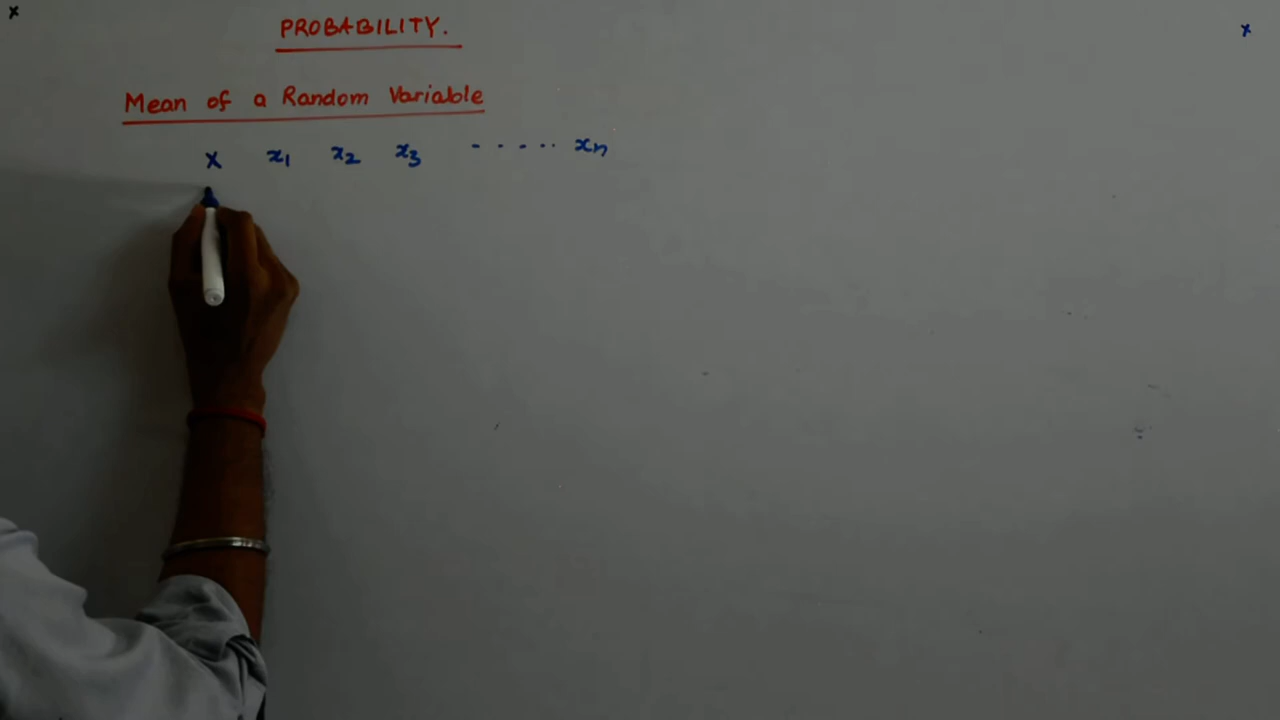 x
PROBABILITY.
x
Mean of a Random Variable
X x₁ x₂ x₃ ..... xₙ